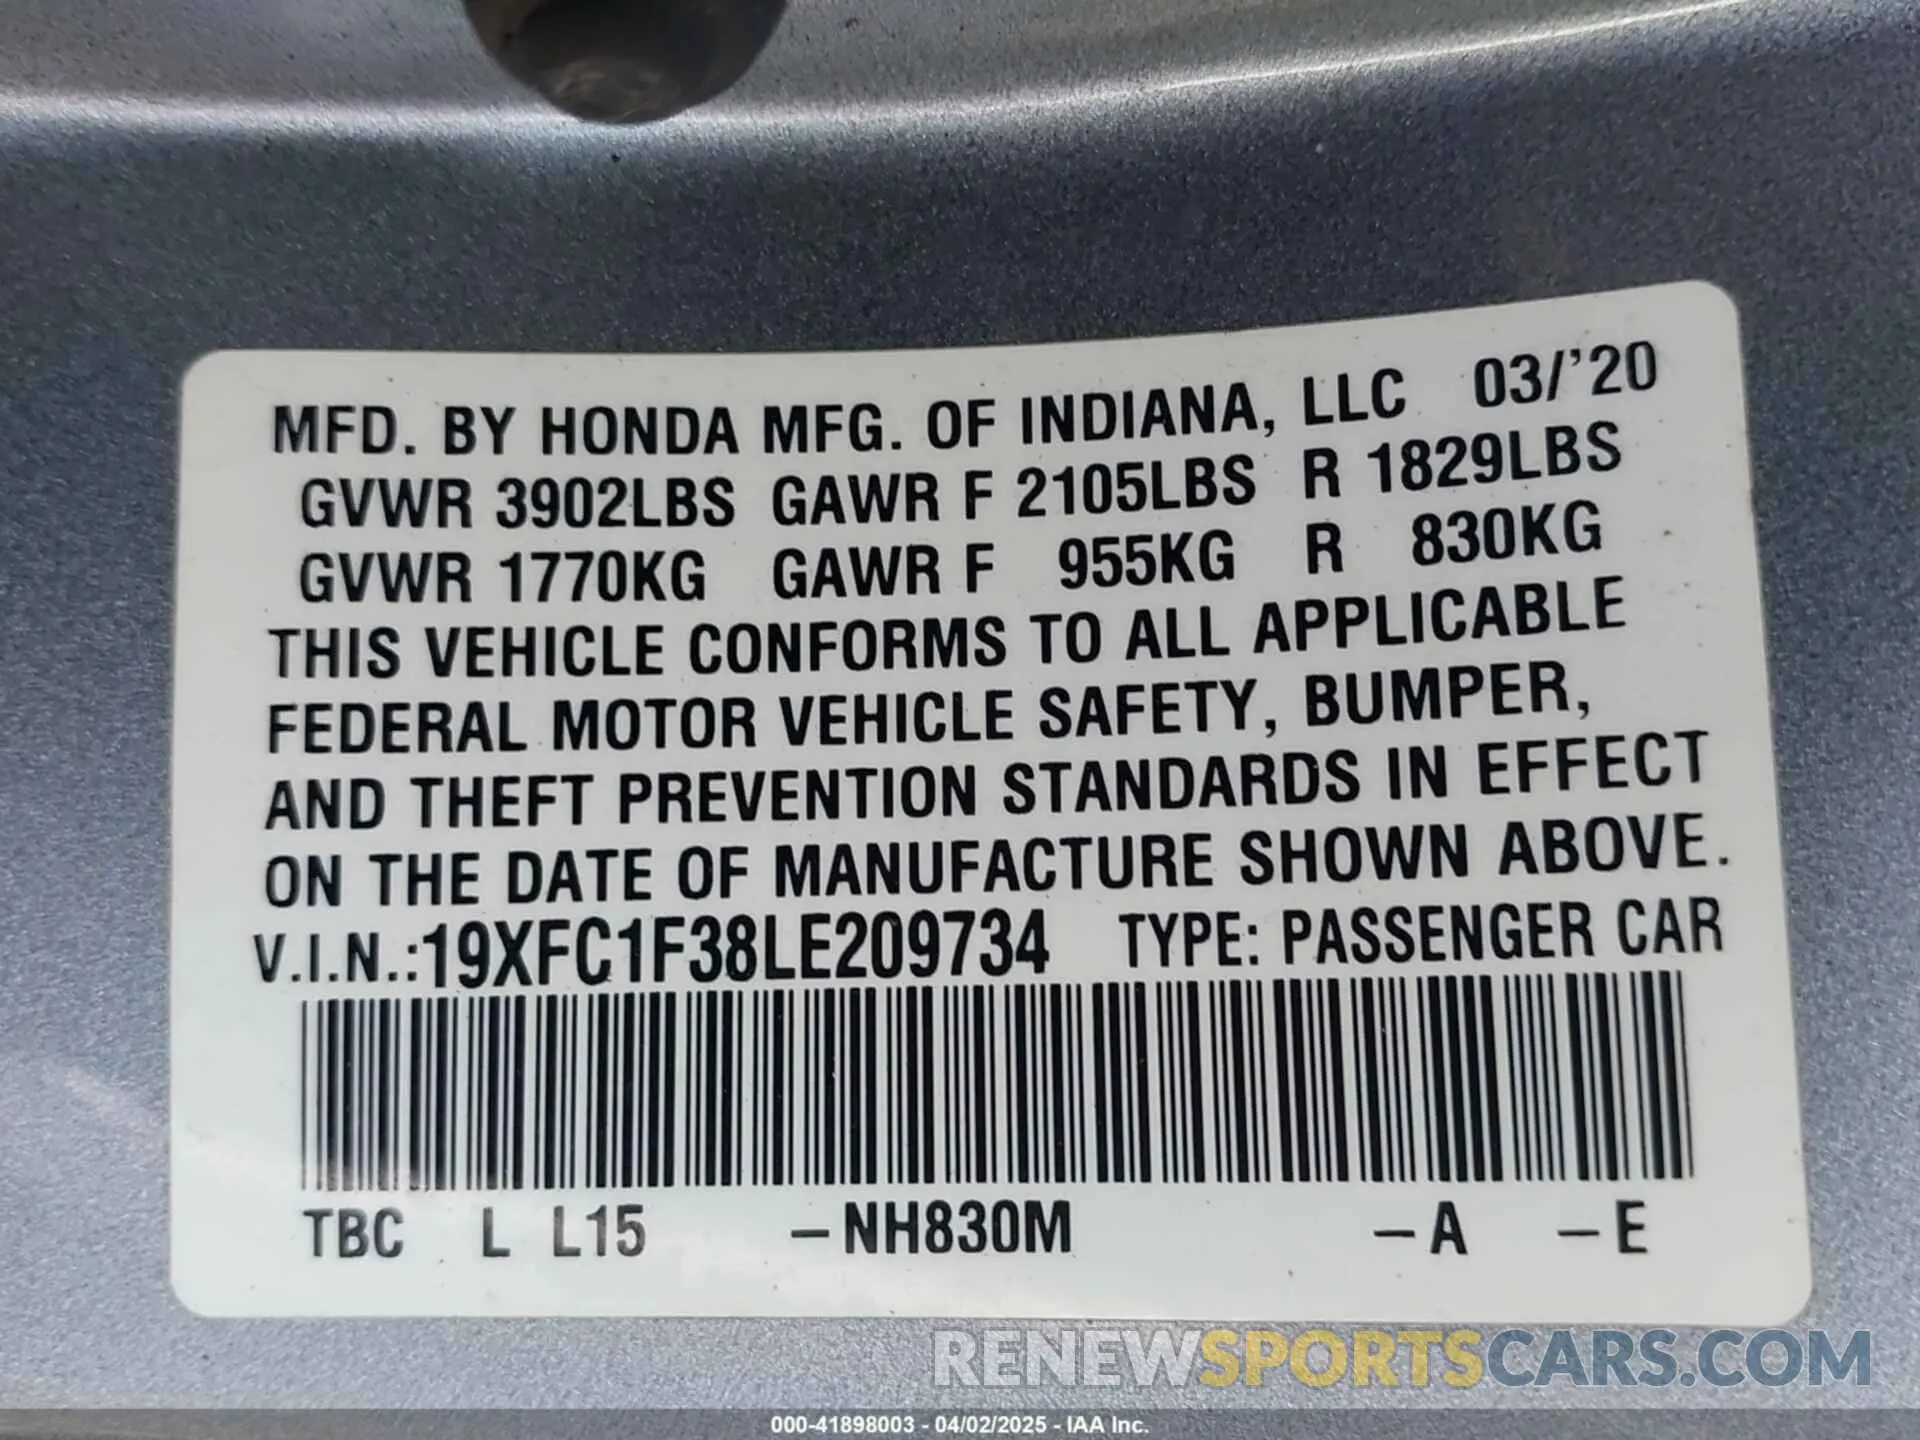 MFD. BY HONDA MFG. OF INDIANA, LLC 03/'20
GVWR 3902LBS GAWR F 2105LBS R 1829LBS
GVWR 1770KG GAWR F 955KG R 830KG
THIS VEHICLE CONFORMS TO ALL APPLICABLE
FEDERAL MOTOR VEHICLE SAFETY, BUMPER,
AND THEFT PREVENTION STANDARDS IN EFFECT
ON THE DATE OF MANUFACTURE SHOWN ABOVE.
V.I.N.:19XFC1F38LE209734 TYPE: PASSENGER CAR
TBC L L15 –NH830M –A –E
RENEWSPORTSCARS.COM
000-41898003 - 04/02/2025 - IAA Inc.